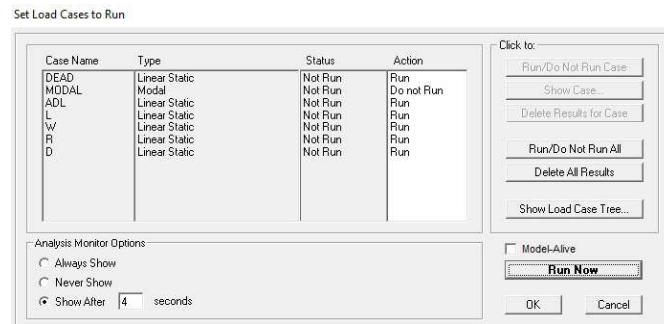 Set Load Cases to Run
Case Name Type Status Action
DEAD Linear Static Not Run Run
MODAL Modal Not Run Do not Run
ADL Linear Static Not Run Run
L Linear Static Not Run Run
W Linear Static Not Run Run
R Linear Static Not Run Run
D Linear Static Not Run Run
Click to:
Run/Do Not Run Case
Show Case...
Delete Results for Case
Run/Do Not Run All
Delete All Results
Show Load Case Tree...
Analysis Monitor Options
Always Show
Never Show
Show After 4 seconds
Model-Alive
Run Now
OK Cancel